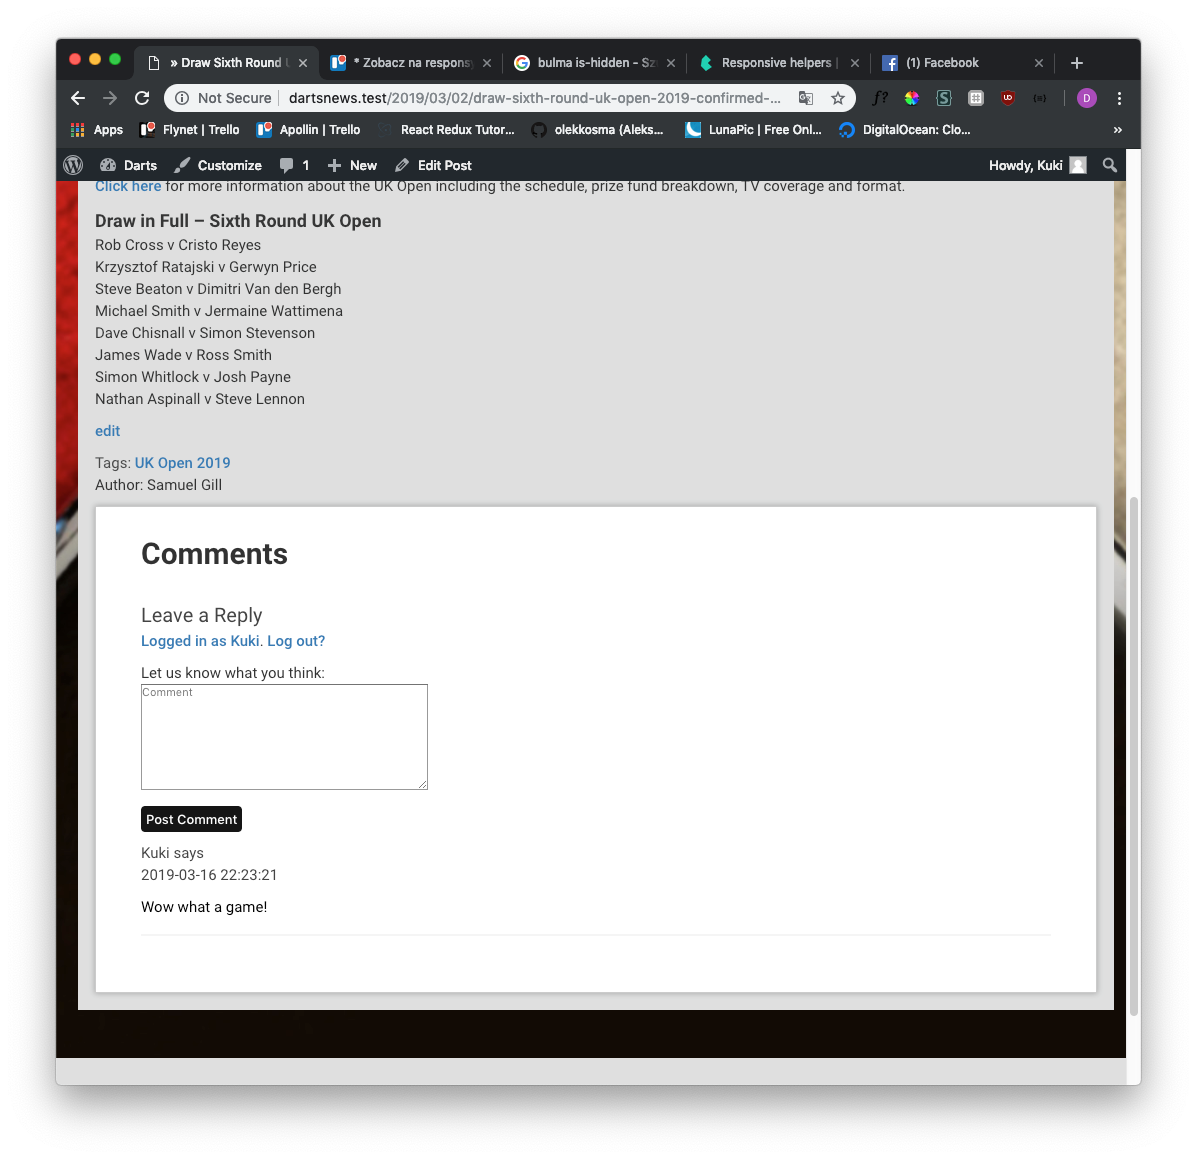 » Draw Sixth Round
* Zobacz na respons
bulma is-hidden - Sz
Responsive helpers |
(1) Facebook
Not Secure
dartsnews.test/2019/03/02/draw-sixth-round-uk-open-2019-confirmed-...
f?
D
Apps
Flynet | Trello
Apollin | Trello
React Redux Tutor...
olekkosma (Aleks...
LunaPic | Free Onl...
DigitalOcean: Clo...
»
Darts
Customize
1
New
Edit Post
Howdy, Kuki
Click here for more information about the UK Open including the schedule, prize fund breakdown, TV coverage and format.
Draw in Full – Sixth Round UK Open
Rob Cross v Cristo Reyes
Krzysztof Ratajski v Gerwyn Price
Steve Beaton v Dimitri Van den Bergh
Michael Smith v Jermaine Wattimena
Dave Chisnall v Simon Stevenson
James Wade v Ross Smith
Simon Whitlock v Josh Payne
Nathan Aspinall v Steve Lennon
edit
Tags: UK Open 2019
Author: Samuel Gill
Comments
Leave a Reply
Logged in as Kuki. Log out?
Let us know what you think:
Comment
Post Comment
Kuki says
2019-03-16 22:23:21
Wow what a game!